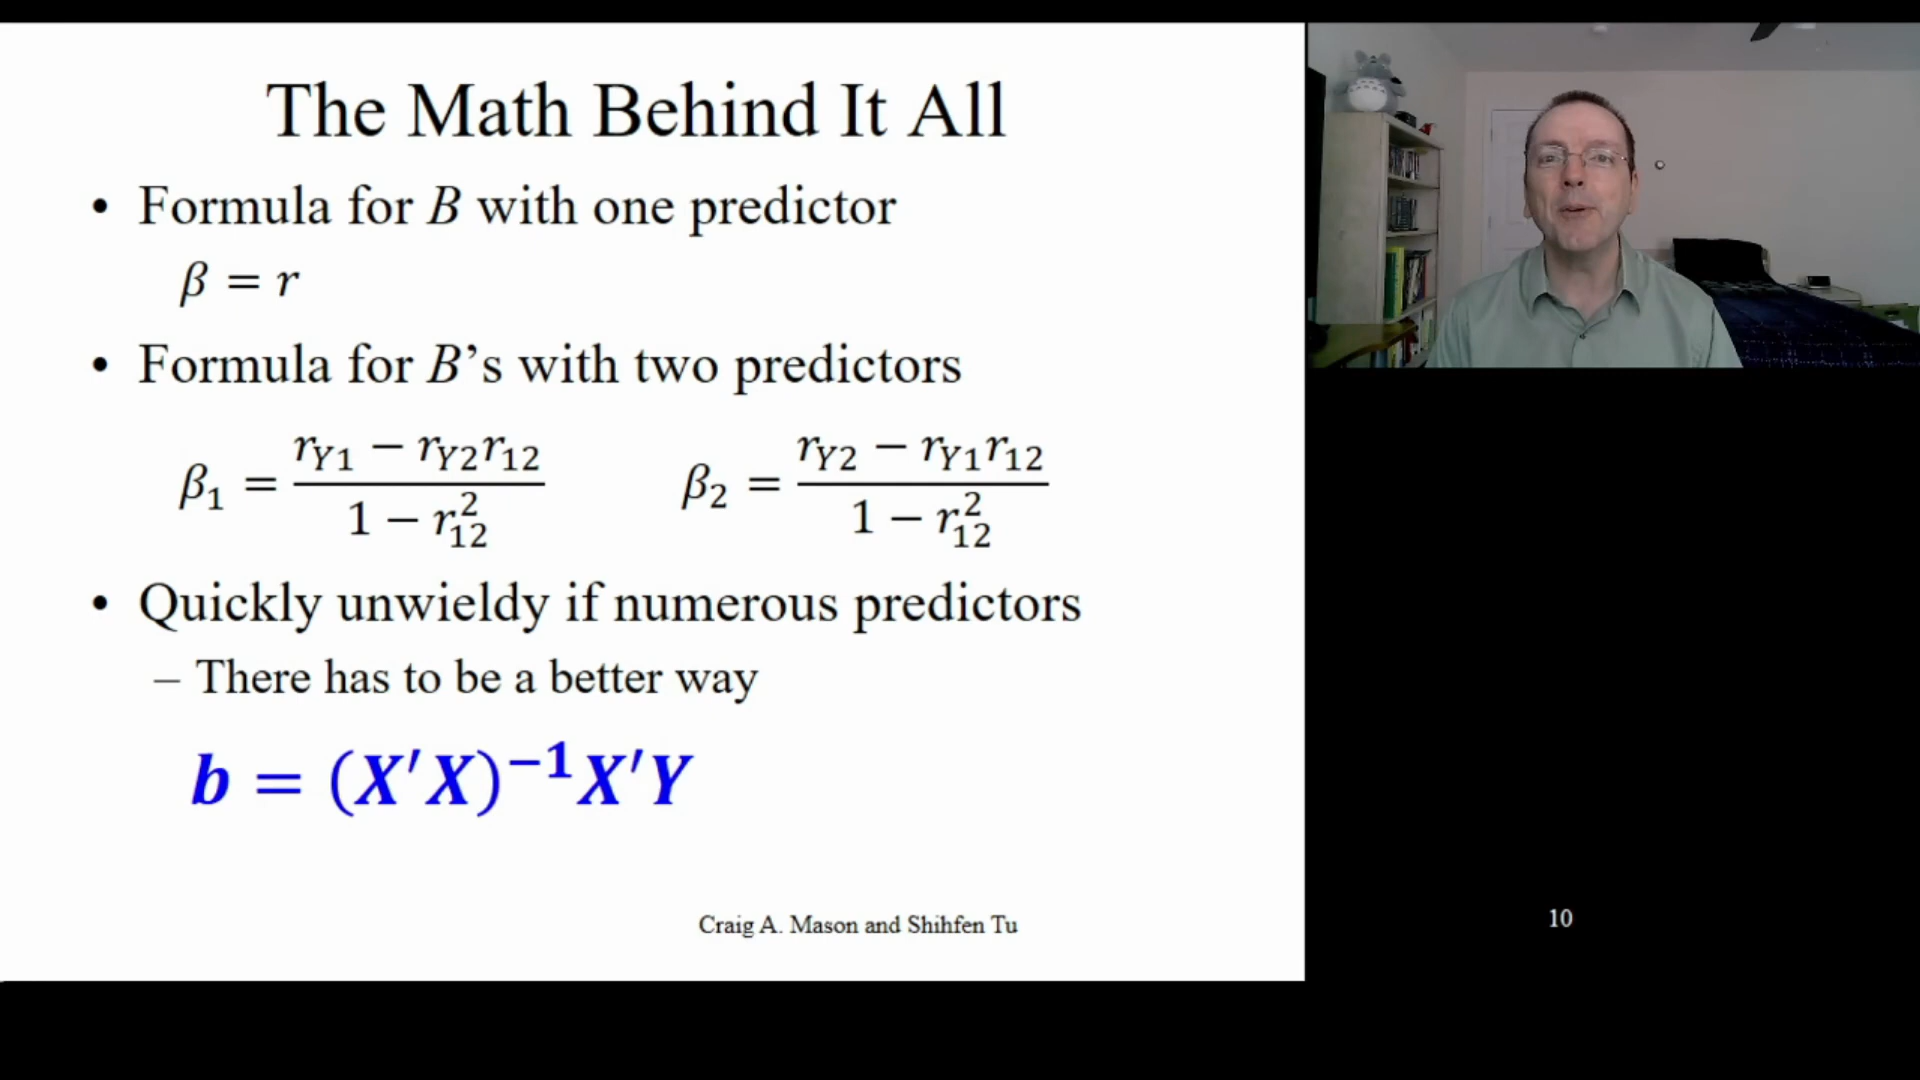 The Math Behind It All
• Formula for B with one predictor
β = r
• Formula for B's with two predictors
β₁ = (r_Y1 − r_Y2 r_12) / (1 − r_12²)    β₂ = (r_Y2 − r_Y1 r_12) / (1 − r_12²)
• Quickly unwieldy if numerous predictors
– There has to be a better way
b = (X′X)⁻¹X′Y
Craig A. Mason and Shihfen Tu
10